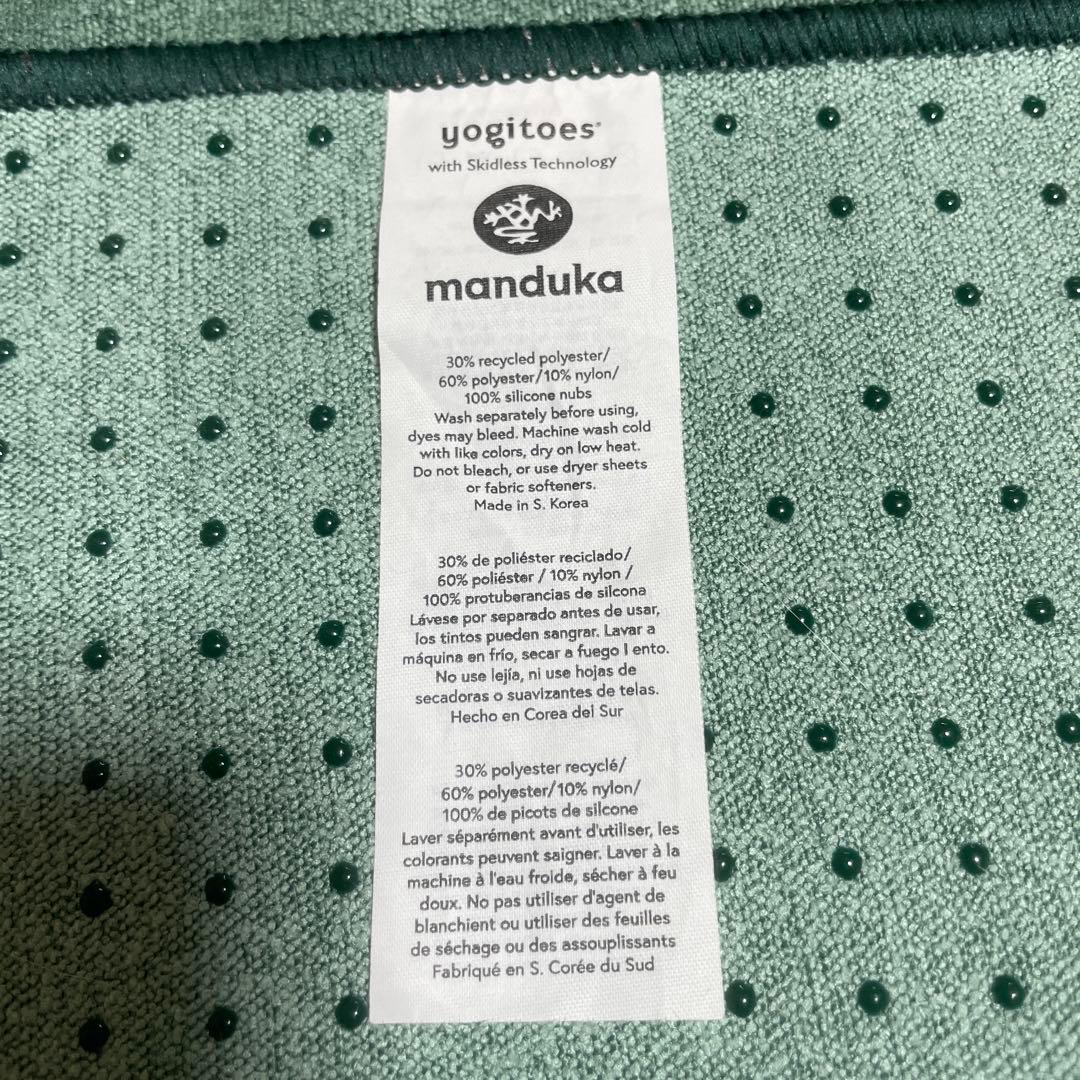 yogitoes®
with Skidless Technology
manduka
30% recycled polyester/
60% polyester/10% nylon/
100% silicone nubs
Wash separately before using,
dyes may bleed. Machine wash cold
with like colors, dry on low heat.
Do not bleach, or use dryer sheets
or fabric softeners.
Made in S. Korea
30% de poliéster reciclado/
60% poliéster / 10% nylon /
100% protuberancias de silcona
Lávese por separado antes de usar,
los tintos pueden sangrar. Lavar a
máquina en frío, secar a fuego l ento.
No use lejía, ni use hojas de
secadoras o suavizantes de telas.
Hecho en Corea del Sur
30% polyester recyclé/
60% polyester/10% nylon/
100% de picots de silcone
Laver séparément avant d'utiliser, les
colorants peuvent saigner. Laver à la
machine à l'eau froide, sécher à feu
doux. No pas utiliser d'agent de
blanchient ou utiliser des feuilles
de séchage ou des assouplissants
Fabriqué en S. Corée du Sud